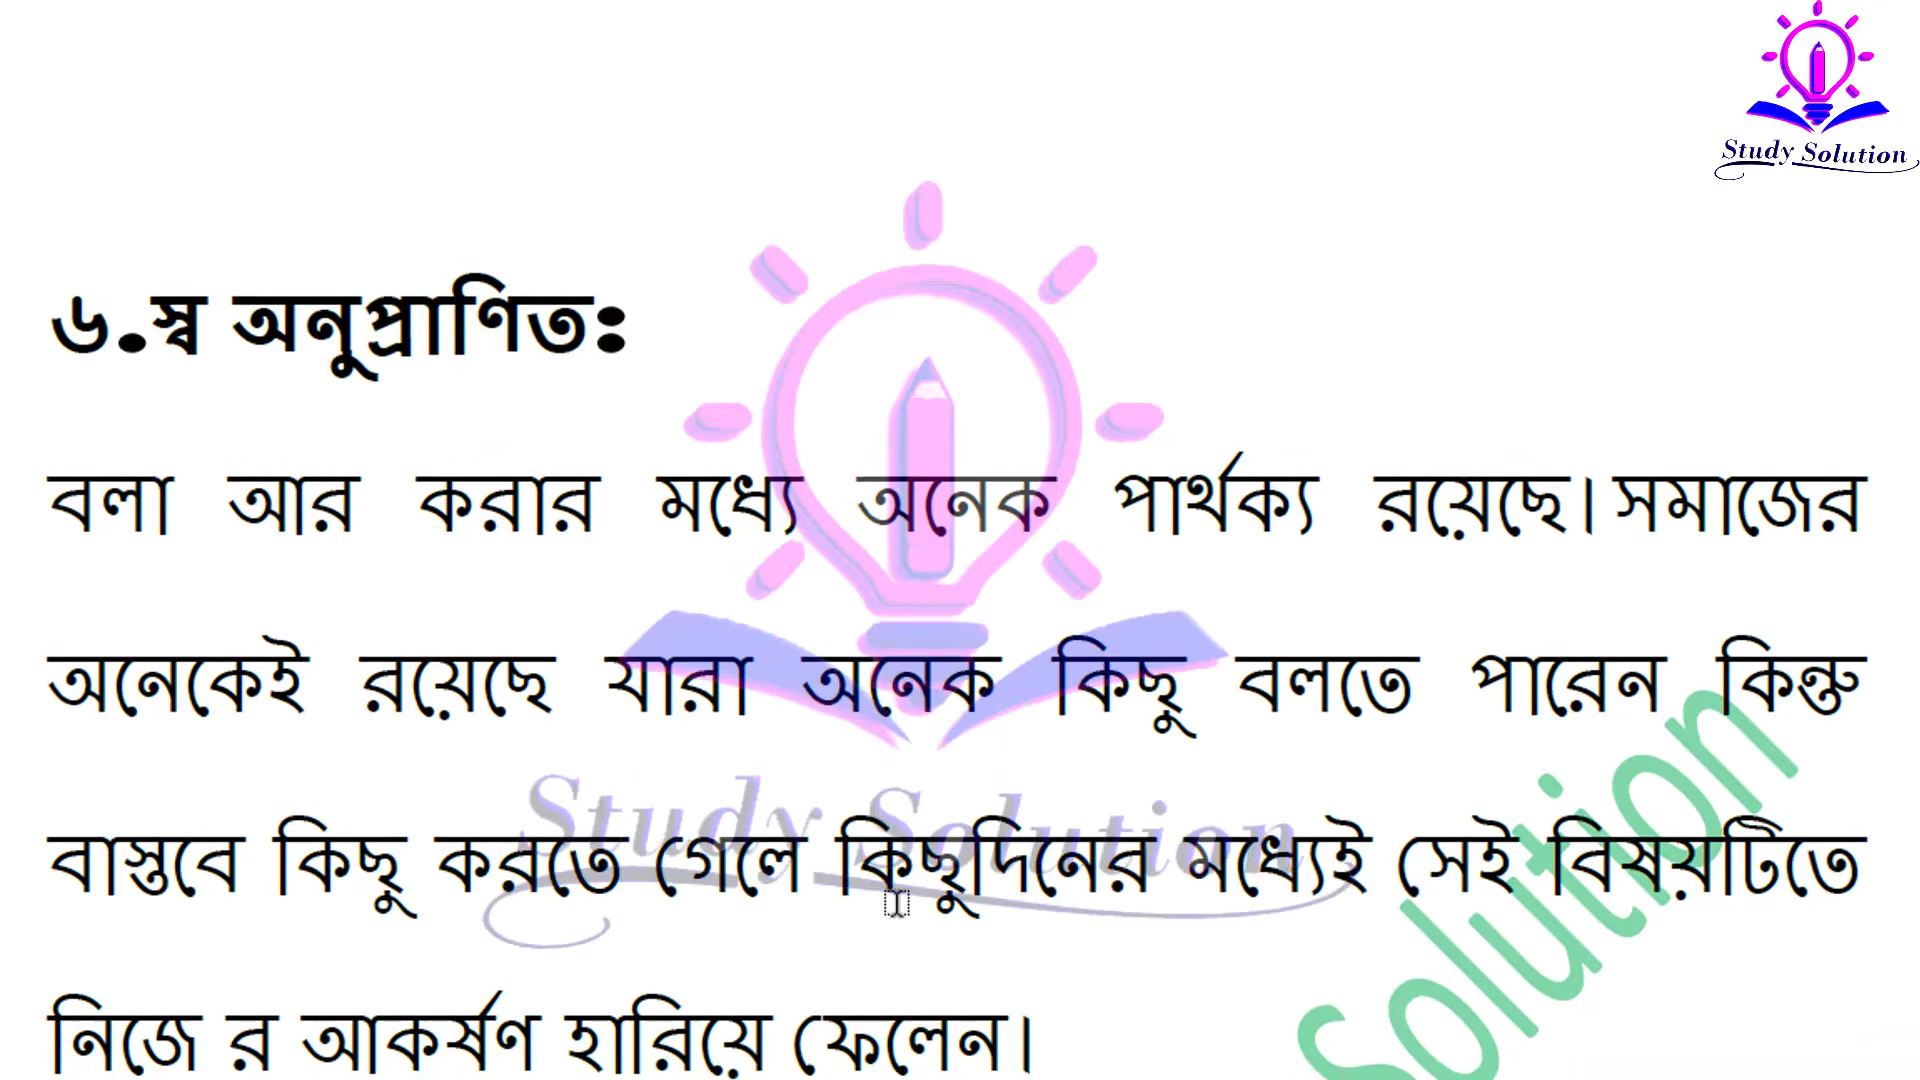 Study Solution
৬.স্ব অনুপ্রাণিত:
বলা আর করার মধ্যে অনেক পার্থক্য রয়েছে। সমাজের
অনেকেই রয়েছে যারা অনেক কিছু বলতে পারেন কিন্তু
Study Solution
বাস্তবে কিছু করতে গেলে কিছুদিনের মধ্যেই সেই বিষয়টিতে
নিজে র আকর্ষণ হারিয়ে ফেলেন।
Solution